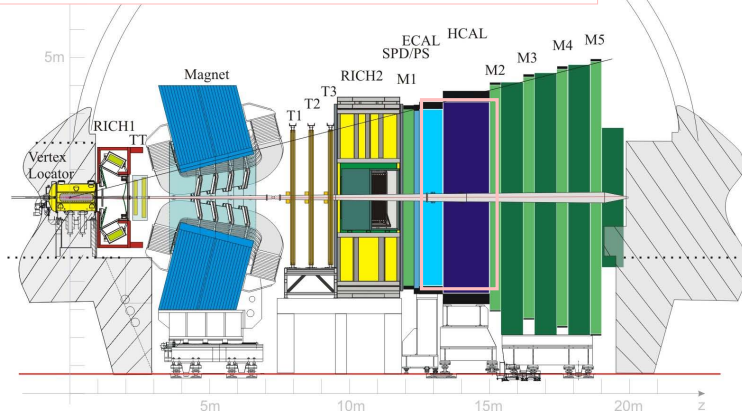 5m
M5
M4
M3
HCAL
ECAL
SPD/PS
M2
Magnet
RICH2
M1
T3
T2
T1
RICH1
TT
Vertex
Locator
5m
10m
15m
20m
z